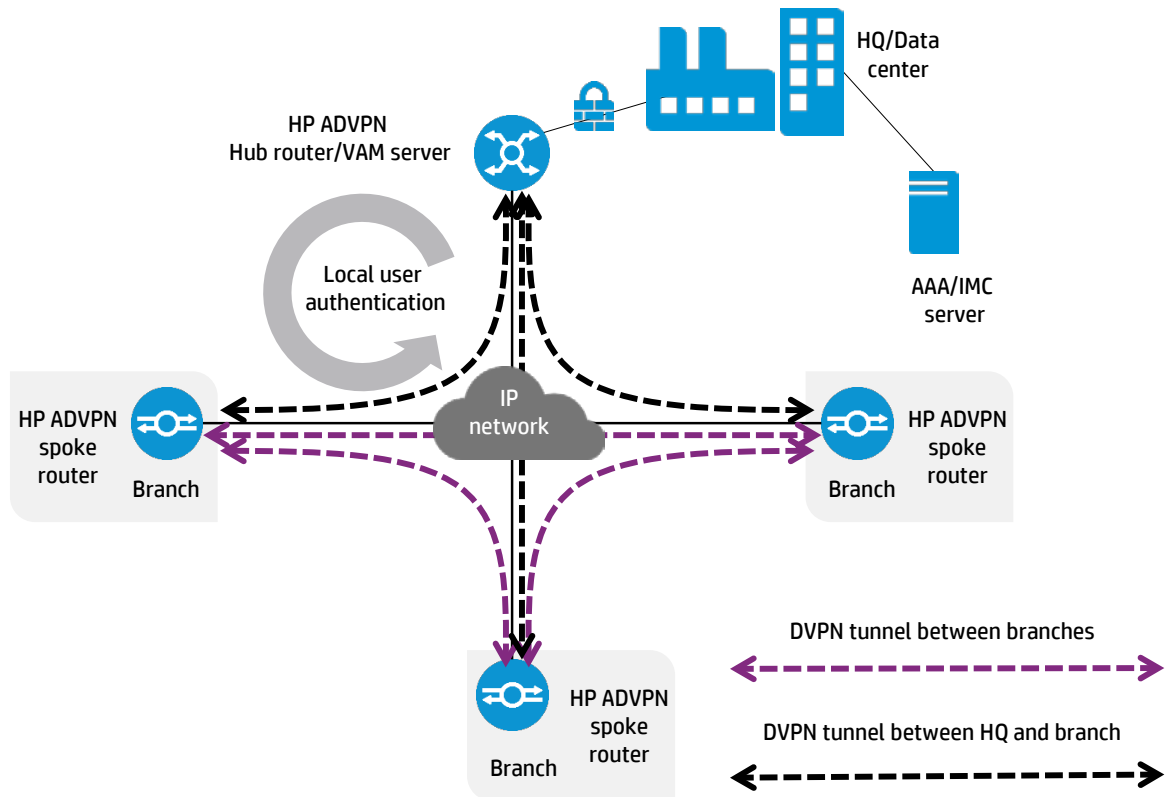 HQ/Data
center
HP ADVPN
Hub router/VAM server
Local user
authentication
AAA/IMC
server
IP
network
HP ADVPN
spoke
router
Branch
HP ADVPN
spoke
router
Branch
HP ADVPN
spoke
router
Branch
DVPN tunnel between branches
DVPN tunnel between HQ and branch